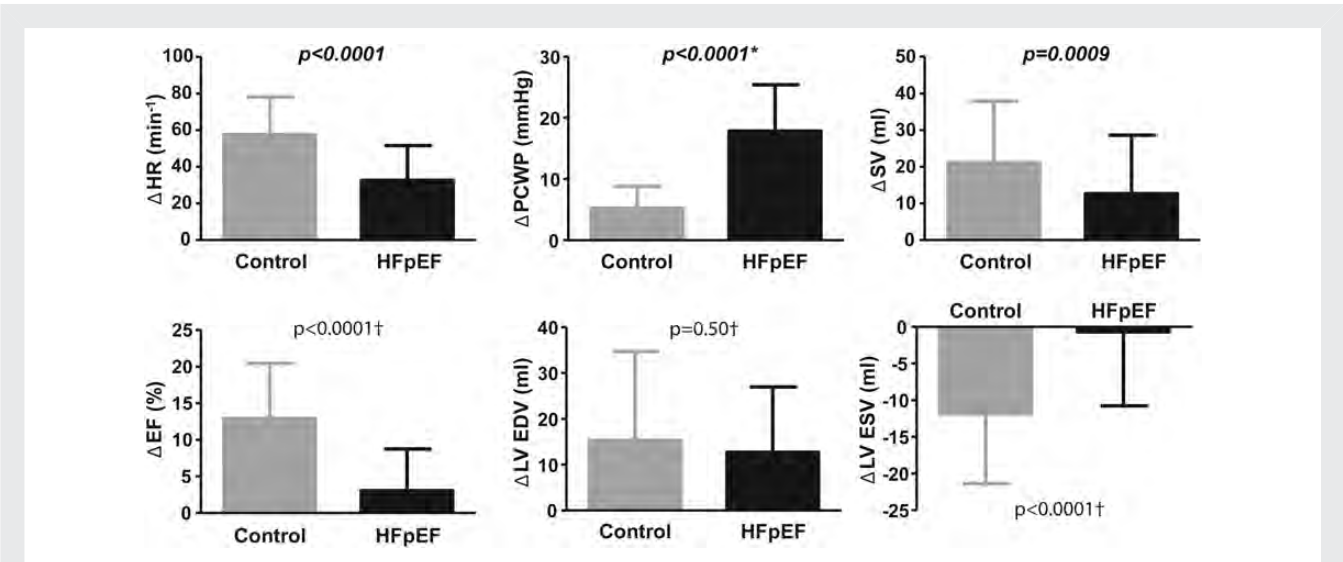 p<0.0001
ΔHR (min⁻¹)
100
80
60
40
20
0
Control HFpEF
p<0.0001*
ΔPCWP (mmHg)
30
20
10
0
Control HFpEF
p=0.0009
ΔSV (ml)
50
40
30
20
10
0
Control HFpEF
p<0.0001†
ΔEF (%)
25
20
15
10
5
0
Control HFpEF
p=0.50†
ΔLV EDV (ml)
40
30
20
10
0
Control HFpEF
Control HFpEF
ΔLV ESV (ml)
0
-5
-10
-15
-20
-25
p<0.0001†